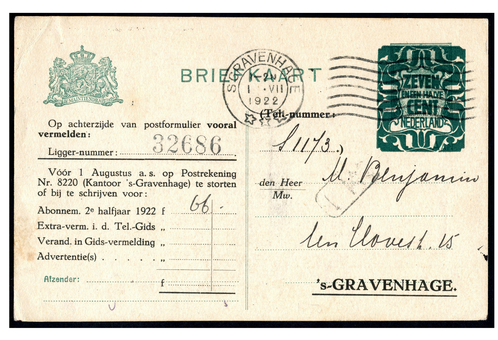 BRIEFKAART
'S GRAVENHAGE
1 - VII
1922
ZEVEN
EN EEN HALVE
CENT
NEDERLAND
Op achterzijde van postformulier vooral
vermelden:
Ligger-nummer: 32686
Vóór 1 Augustus a.s. op Postrekening
Nr. 8220 (Kantoor 's-Gravenhage) te storten
of bij te schrijven voor:
Abonnem. 2e halfjaar 1922 f 66.-
Extra-verm. i. d. Tel.-Gids „
Verand. in Gids-vermelding „
Advertentie(s) . . . . . „
Afzender: f
(Tell-nummer:
S1173.)
den Heer M. Benjamin
Mw.
15
's-GRAVENHAGE.